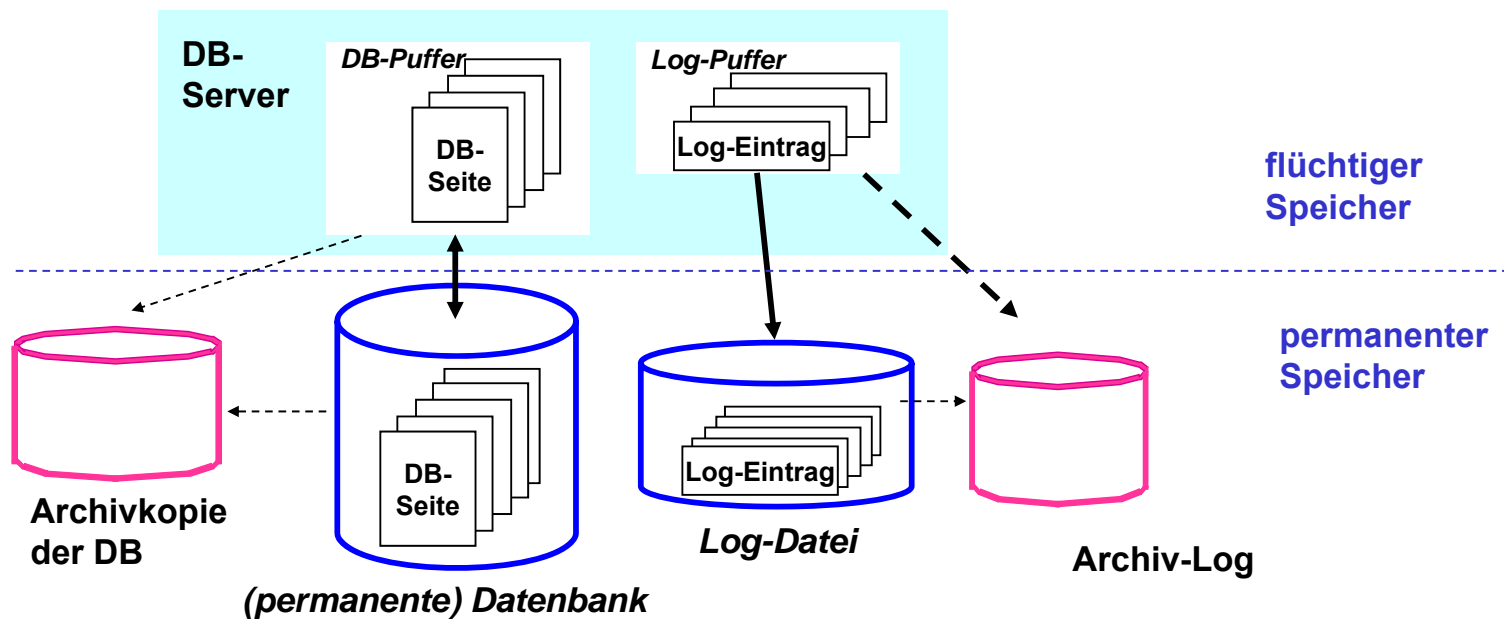 DB-
Server
DB-Puffer
DB-
Seite
Log-Puffer
Log-Eintrag
flüchtiger
Speicher
permanenter
Speicher
Archivkopie
der DB
DB-
Seite
(permanente) Datenbank
Log-Eintrag
Log-Datei
Archiv-Log